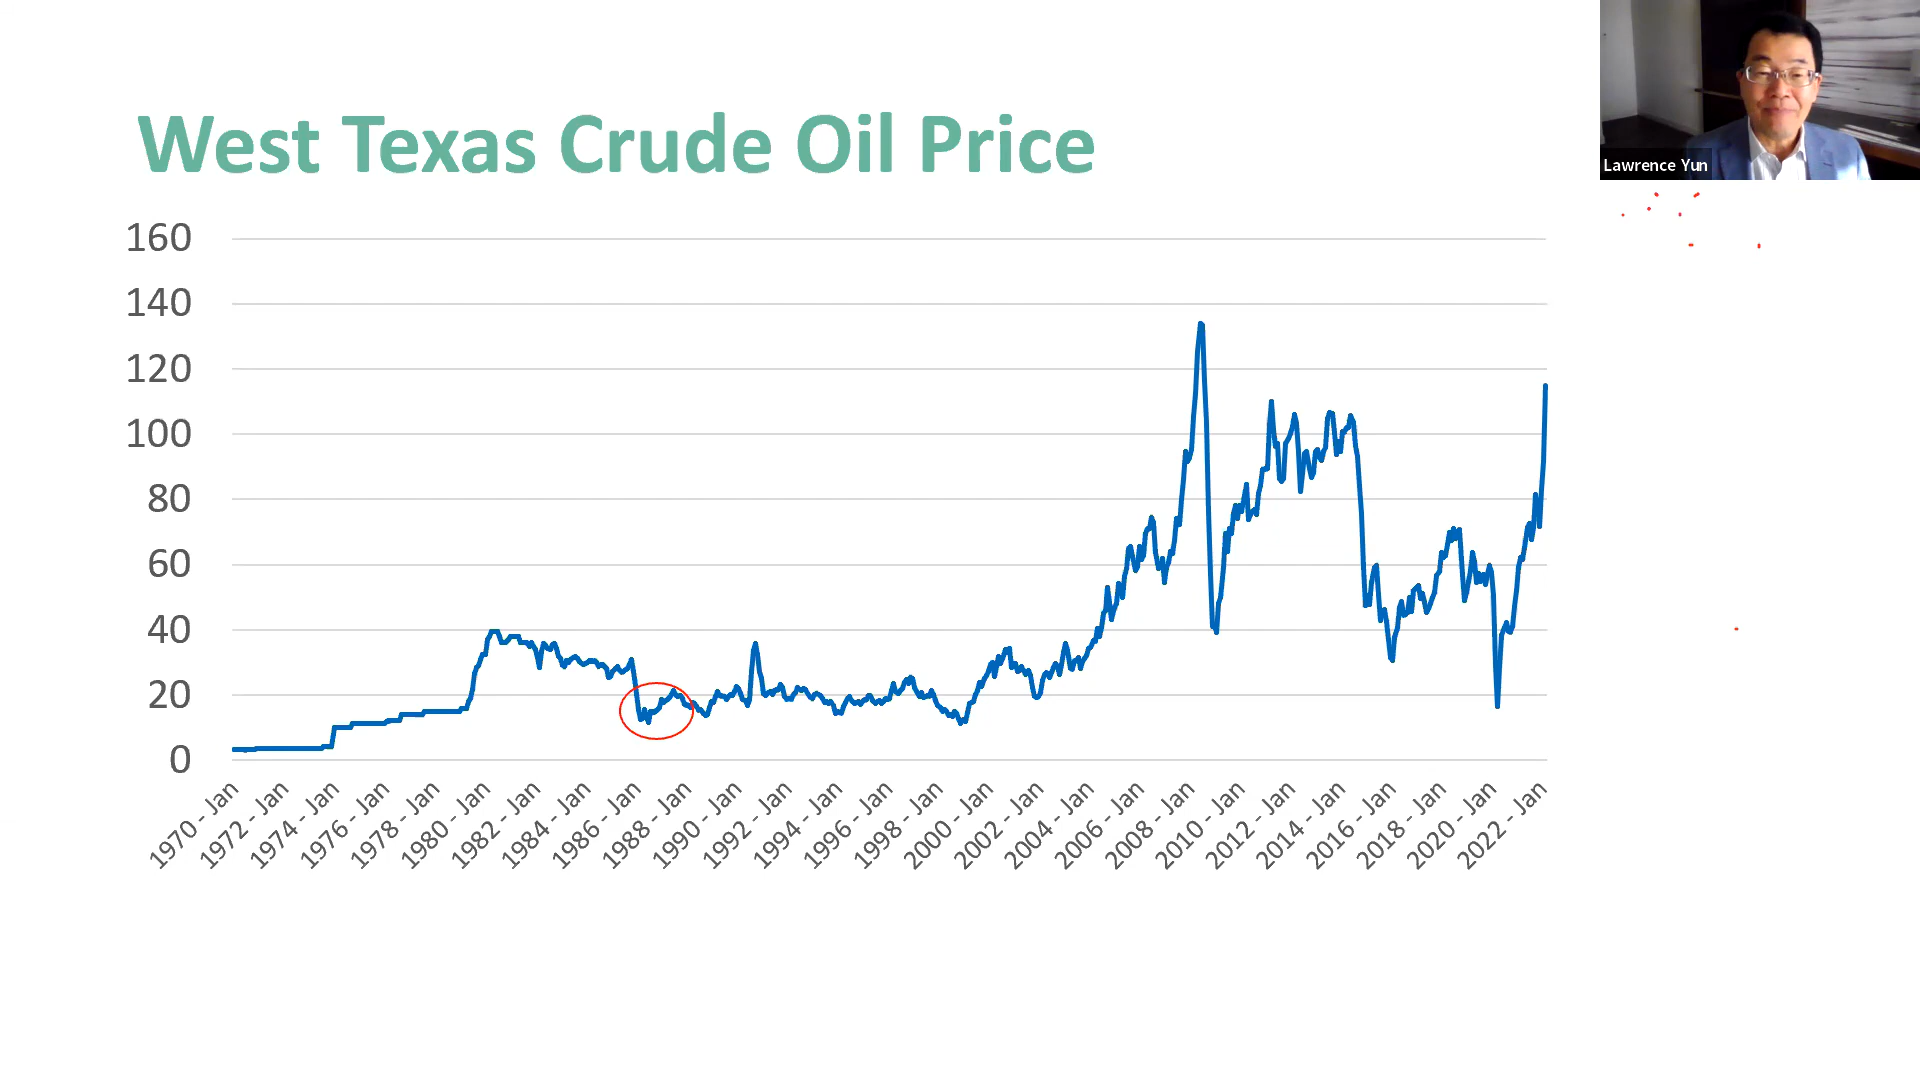 West Texas Crude Oil Price
Lawrence Yun
160
140
120
100
80
60
40
20
0
1970 - Jan
1972 - Jan
1974 - Jan
1976 - Jan
1978 - Jan
1980 - Jan
1982 - Jan
1984 - Jan
1986 - Jan
1988 - Jan
1990 - Jan
1992 - Jan
1994 - Jan
1996 - Jan
1998 - Jan
2000 - Jan
2002 - Jan
2004 - Jan
2006 - Jan
2008 - Jan
2010 - Jan
2012 - Jan
2014 - Jan
2016 - Jan
2018 - Jan
2020 - Jan
2022 - Jan